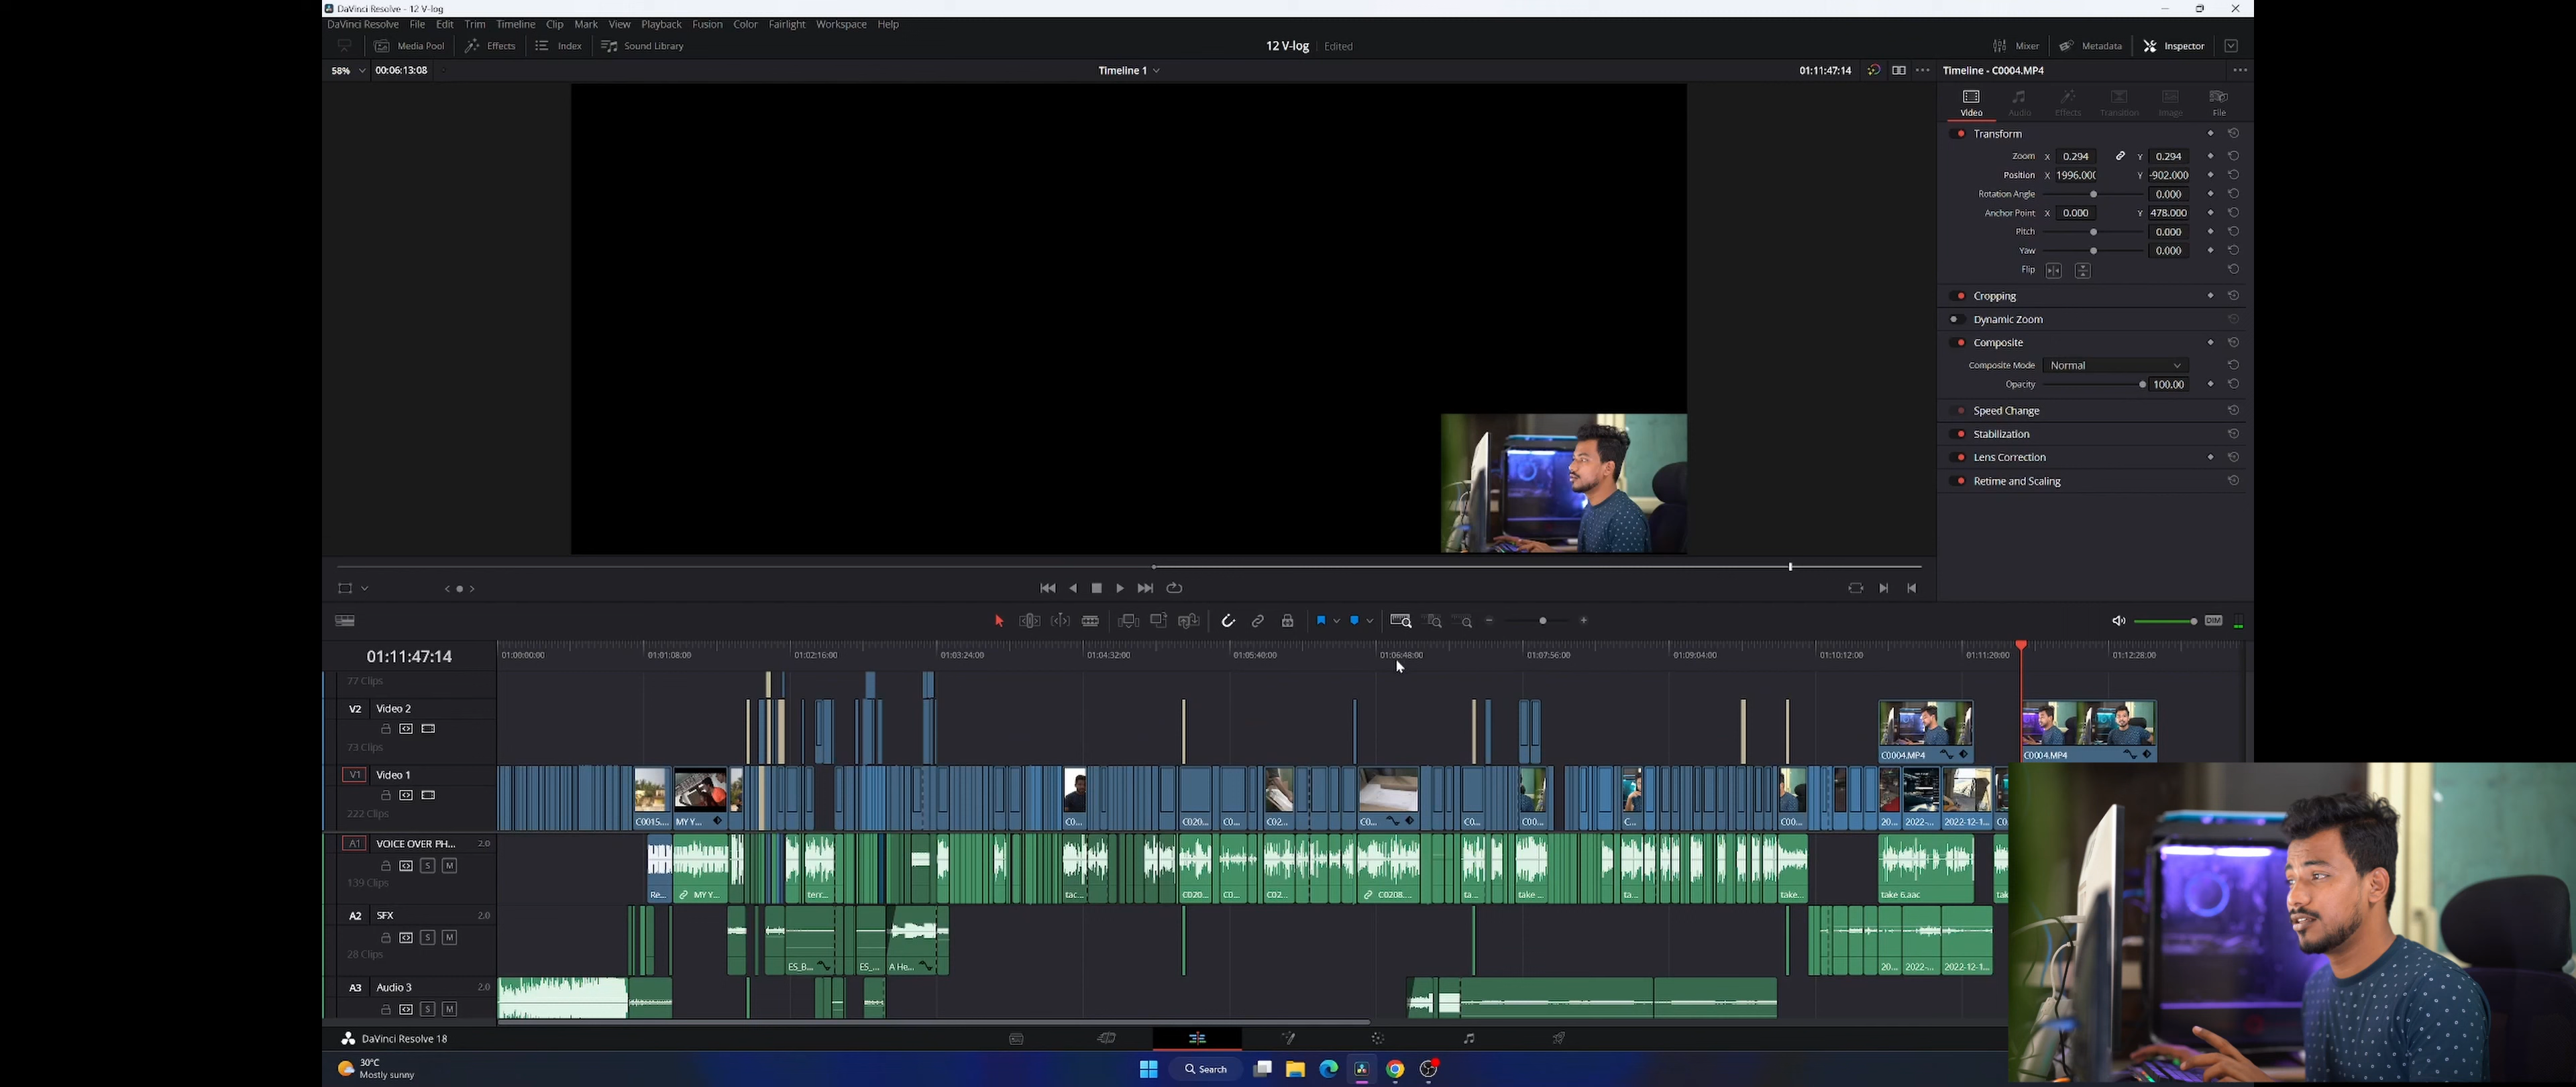 DaVinci Resolve - 12 V-log
DaVinci Resolve File Edit Trim Timeline Clip Mark View Playback Fusion Color Fairlight Workspace Help
Media Pool Effects Index Sound Library 12 V-log Edited Mixer Metadata Inspector
58% 00:06:13:08 Timeline 1 01:11:47:14 Timeline - C0004.MP4
Video Audio Effects Transition Image File
Transform
Zoom X 0.294 Y 0.294
Position X 1996.000 Y -902.000
Rotation Angle 0.000
Anchor Point X 0.000 Y 478.000
Pitch 0.000
Yaw 0.000
Flip
Cropping
Dynamic Zoom
Composite
Composite Mode Normal
Opacity 100.00
Speed Change
Stabilization
Lens Correction
Retime and Scaling
DIM
01:11:47:14 01:00:00:00 01:01:08:00 01:02:16:00 01:03:24:00 01:04:32:00 01:05:40:00 01:06:48:00 01:07:56:00 01:09:04:00 01:10:12:00 01:11:20:00 01:12:28:00
77 Clips
V2 Video 2
73 Clips
C0004.MP4 C0004.MP4
V1 Video 1
222 Clips
C0015.... MY Y... C0... C020... C0... C02... C0... C0... C00... C... C00... 20... 2022-... 2022-12-1... C0
A1 VOICE OVER PH... 2.0
S M
139 Clips
Re... MY Y... terr... tac... C020... C0... C02... C0208.... ta... take ... ta... take... take 6.aac tak
A2 SFX 2.0
S M
28 Clips
ES_B... ES_... A He... 20... 2022-... 2022-12-1...
A3 Audio 3 2.0
S M
DaVinci Resolve 18
30°C
Mostly sunny
Search